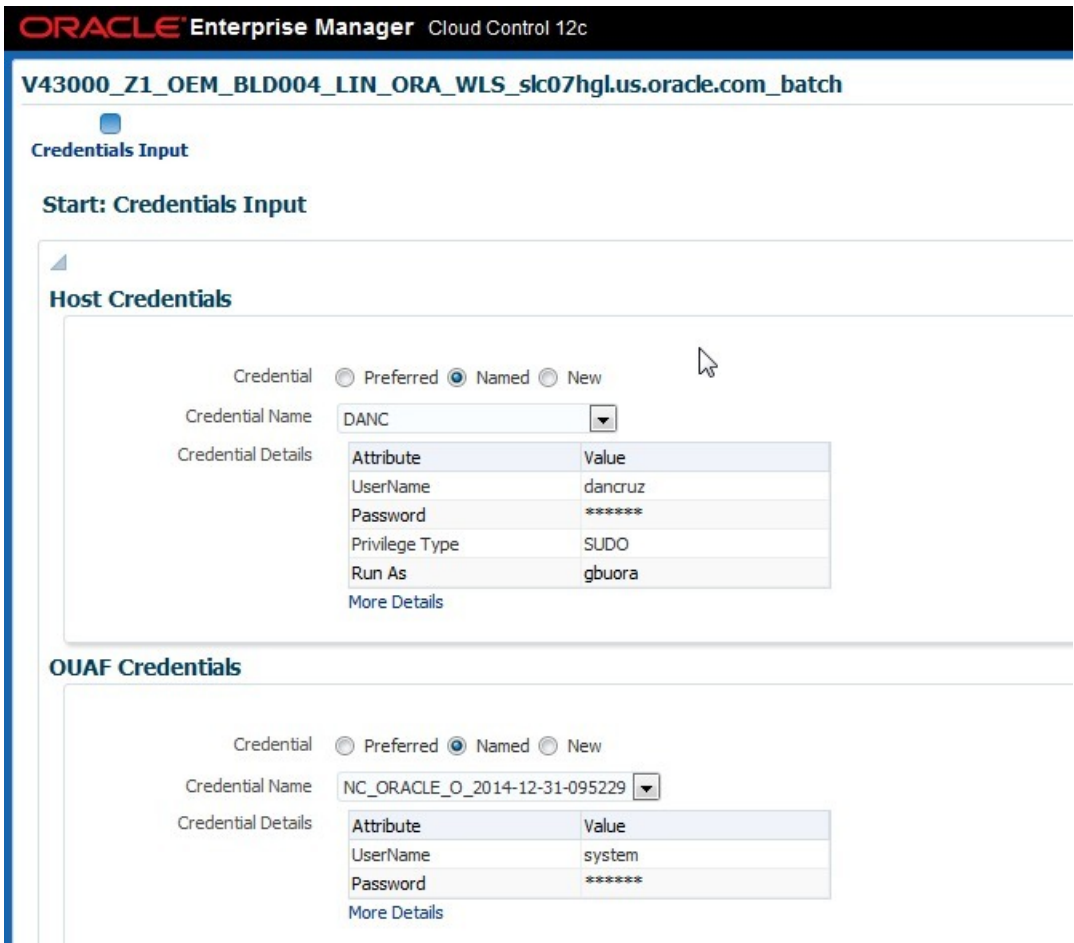 ORACLE Enterprise Manager Cloud Control 12c
V43000_Z1_OEM_BLD004_LIN_ORA_WLS_slc07hgl.us.oracle.com_batch
Credentials Input
Start: Credentials Input
Host Credentials
Credential Preferred Named New
Credential Name DANC
Credential Details Attribute Value
UserName dancruz
Password ******
Privilege Type SUDO
Run As gbuora
More Details
OUAF Credentials
Credential Preferred Named New
Credential Name NC_ORACLE_O_2014-12-31-095229
Credential Details Attribute Value
UserName system
Password ******
More Details